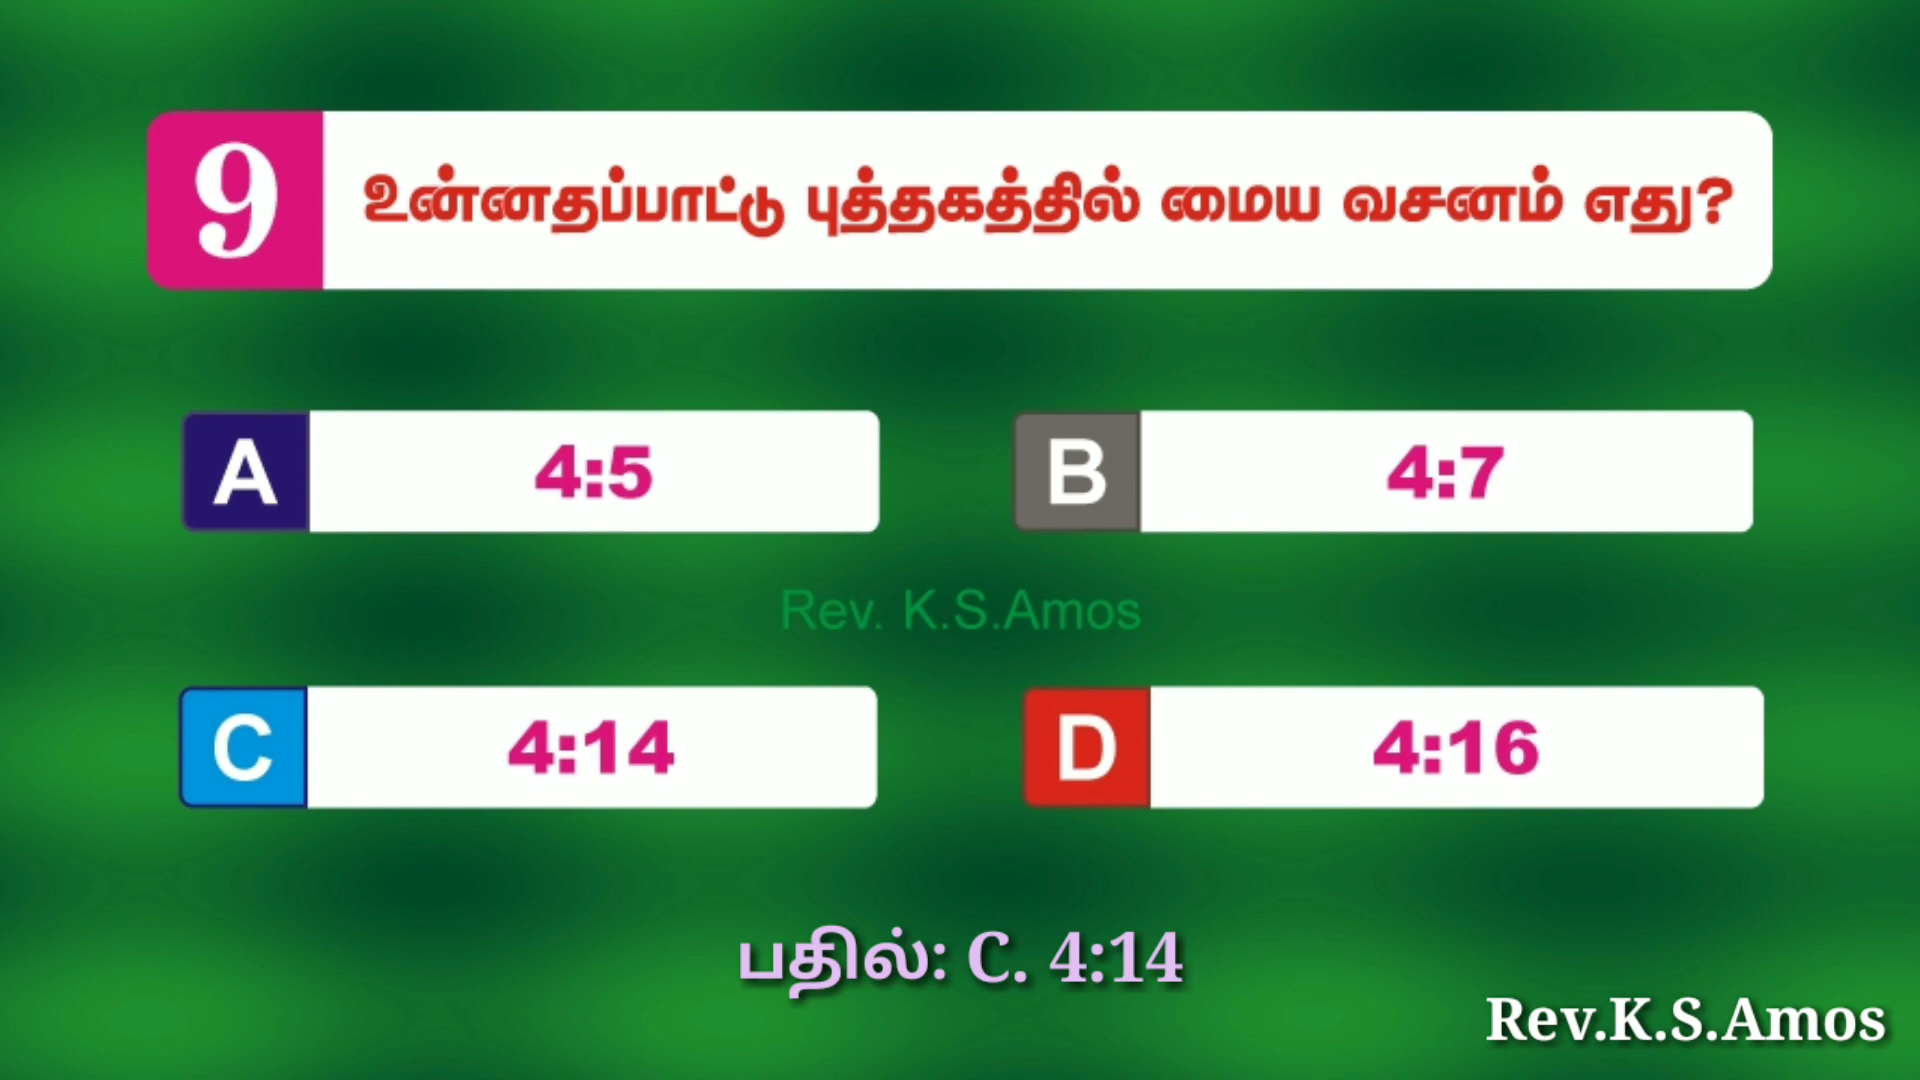 9 உன்னதப்பாட்டு புத்தகத்தில் மைய வசனம் எது?
A 4:5
B 4:7
Rev. K.S.Amos
C 4:14
D 4:16
பதில்: C. 4:14
Rev.K.S.Amos